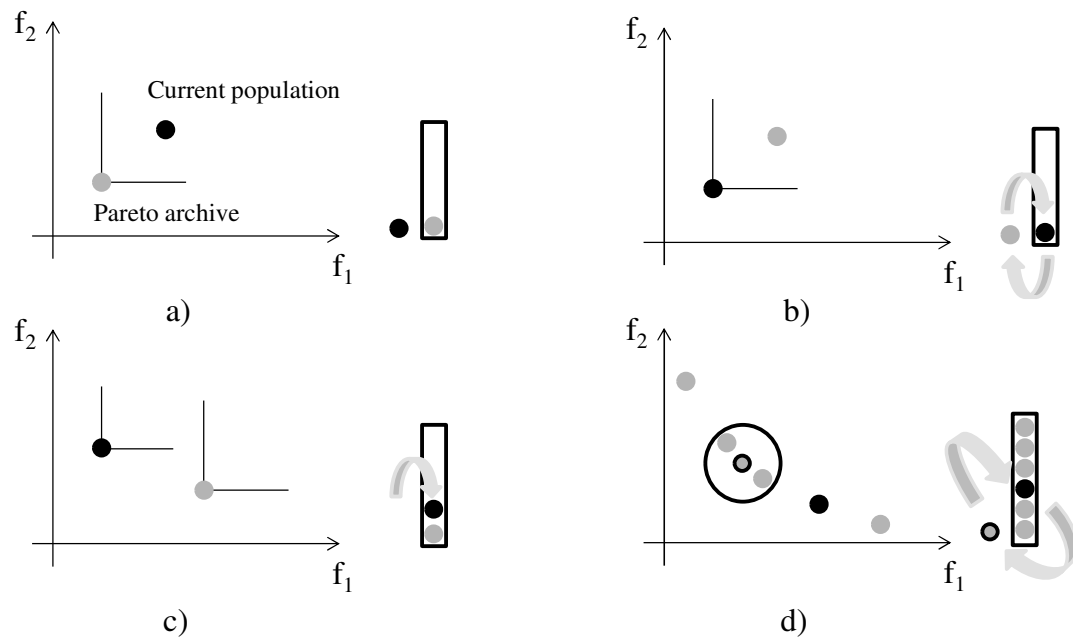 f₂
Current population
Pareto archive
f₁
a)
f₂
f₁
b)
f₂
f₁
c)
f₂
f₁
d)